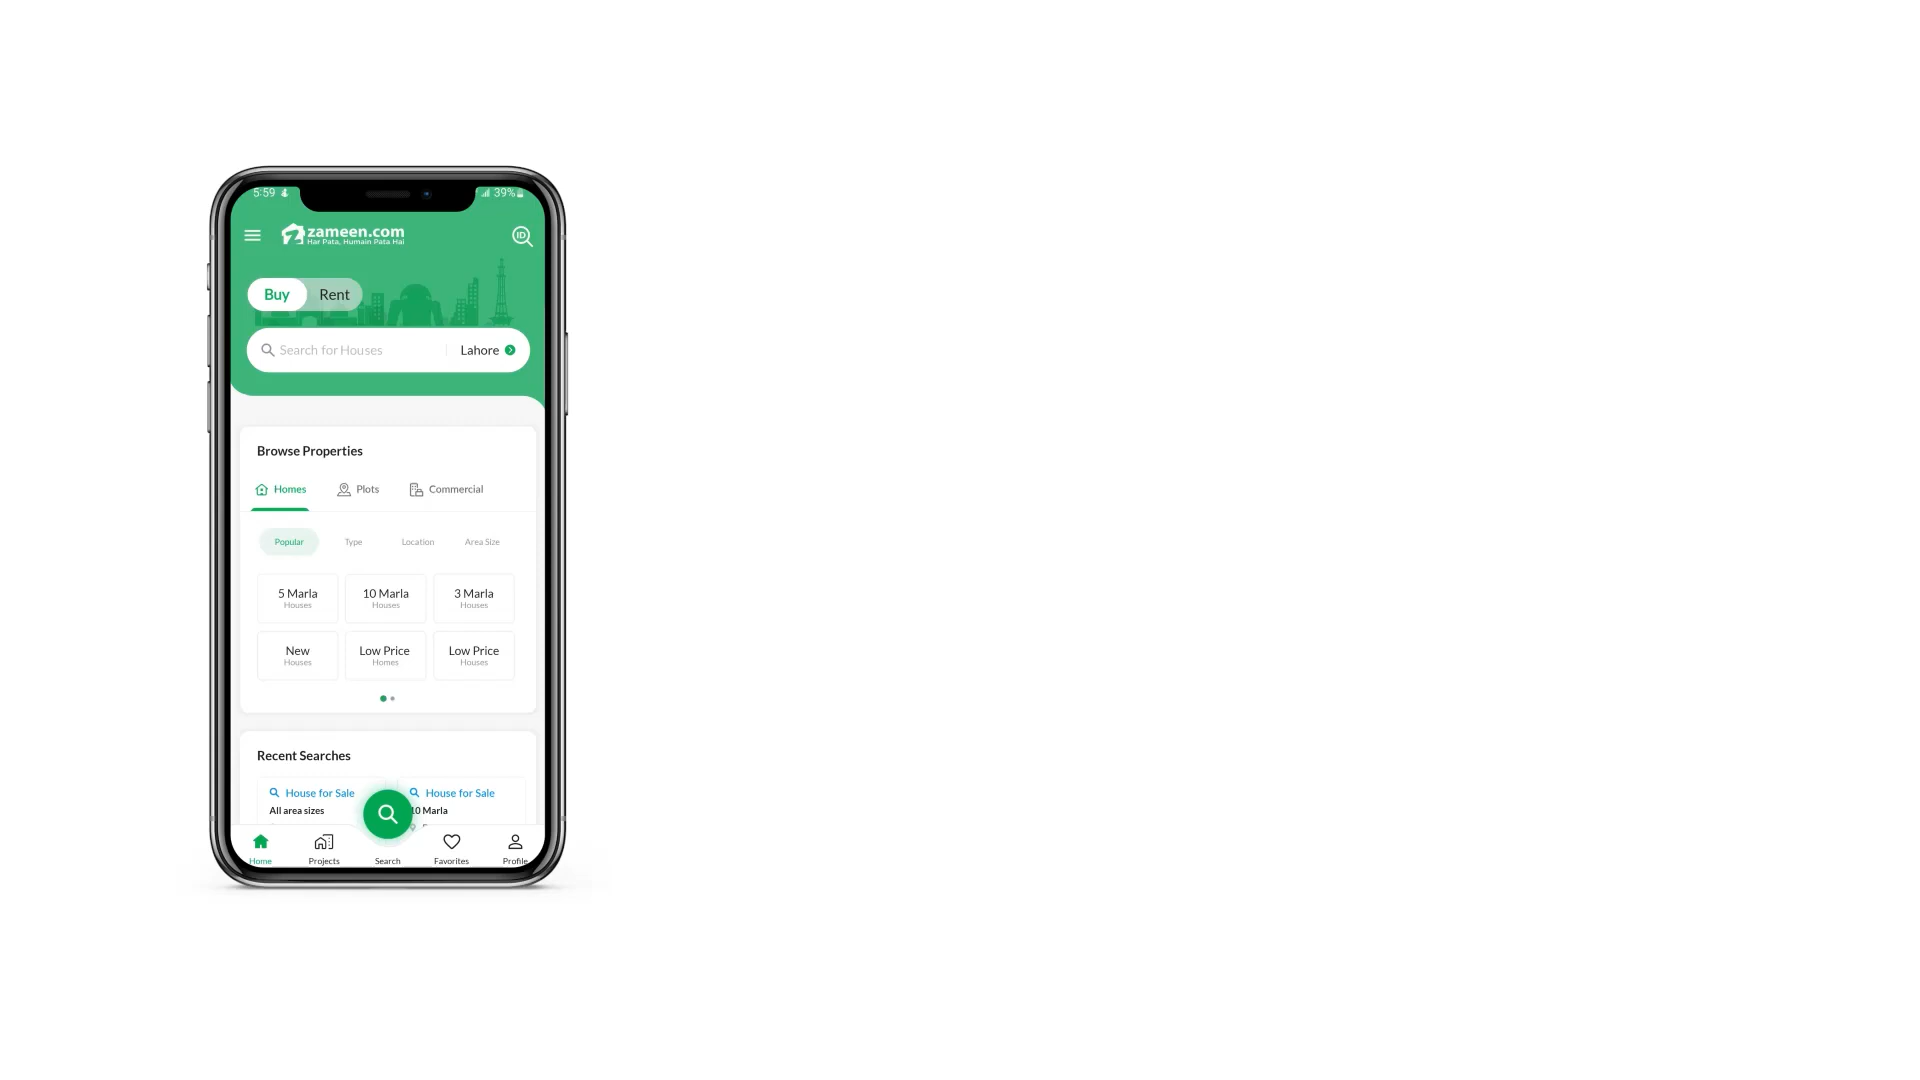 5:59
39%
zameen.com
Har Pata, Humain Pata Hai
ID
Buy
Rent
Search for Houses
Lahore
Browse Properties
Homes
Plots
Commercial
Popular
Type
Location
Area Size
5 Marla
Houses
10 Marla
Houses
3 Marla
Houses
New
Houses
Low Price
Homes
Low Price
Houses
Recent Searches
House for Sale
All area sizes
House for Sale
10 Marla
Home
Projects
Search
Favorites
Profile